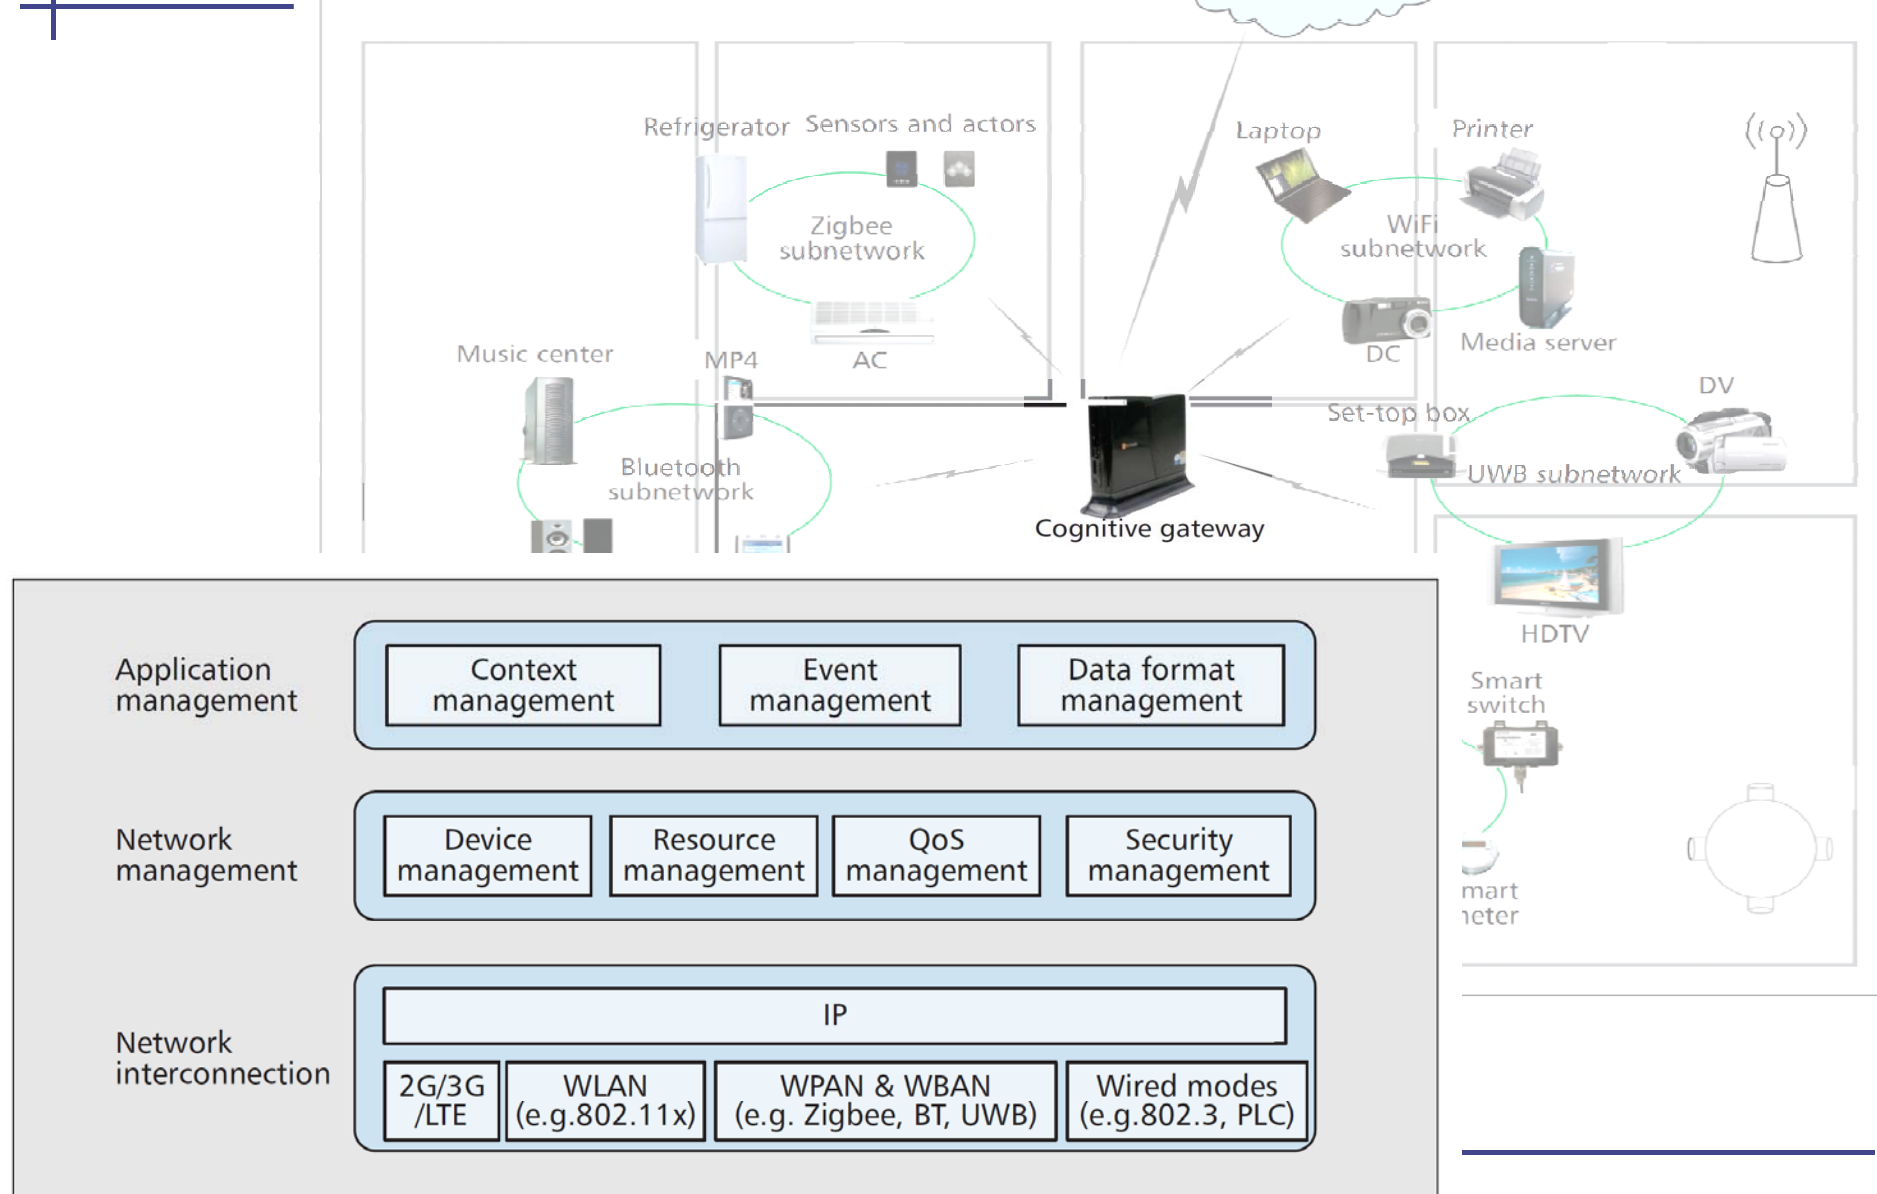 Refrigerator
Sensors and actors
Laptop
Printer
Zigbee
subnetwork
WiFi
subnetwork
Music center
MP4
AC
DC
Media server
DV
Set-top box
Bluetooth
subnetwork
UWB subnetwork
Cognitive gateway
HDTV
Smart
switch
mart
Application
management
Context
management
Event
management
Data format
management
Network
management
Device
management
Resource
management
QoS
management
Security
management
Network
interconnection
IP
2G/3G
/LTE
WLAN
(e.g.802.11x)
WPAN & WBAN
(e.g. Zigbee, BT, UWB)
Wired modes
(e.g.802.3, PLC)